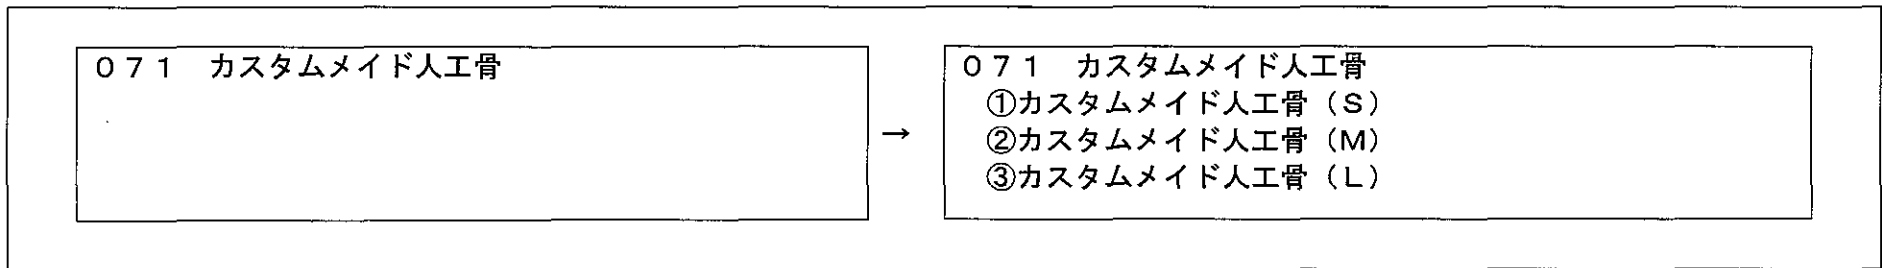 ０７１　カスタムメイド人工骨
→
０７１　カスタムメイド人工骨
①カスタムメイド人工骨（Ｓ）
②カスタムメイド人工骨（Ｍ）
③カスタムメイド人工骨（Ｌ）